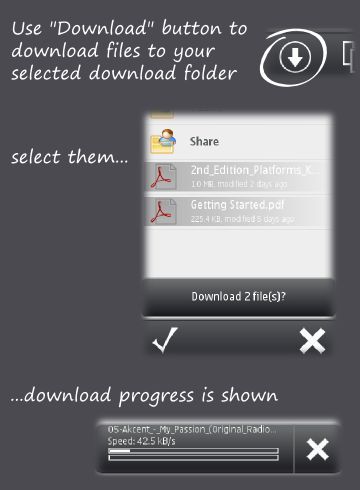 Use "Download" button to
download files to your
selected download folder
Share
select them...
2nd_Edition_Platforms_K...
1.0 MB, modified 2 days ago
Getting Started.pdf
225.4 KB, modified 5 days ago
Download 2 file(s)?
...download progress is shown
05-Akcent_-_My_Passion_(Original_Radio...
Speed: 42.5 kB/s